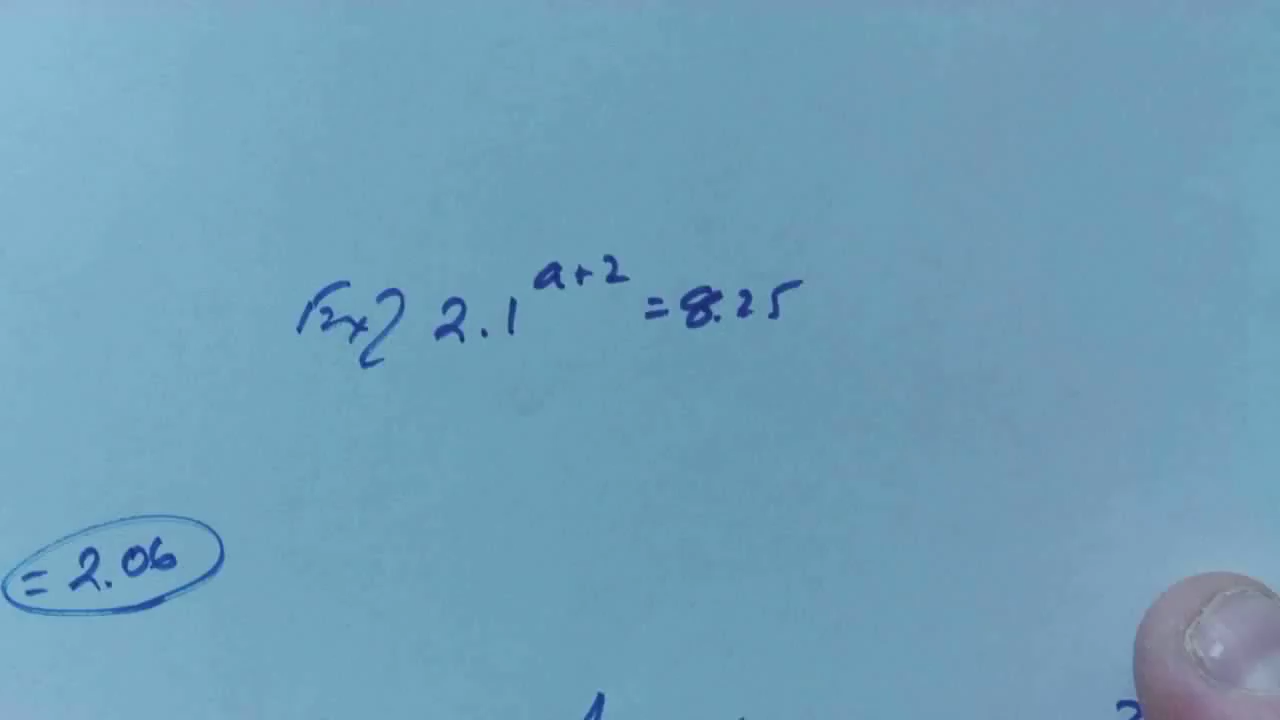 Ex) 2.1^{a+2} = 8.25
= 2.06